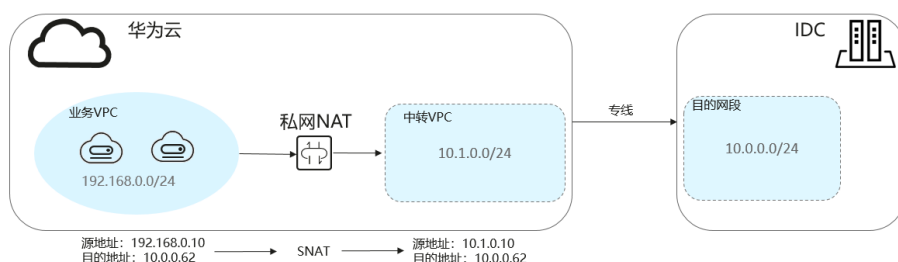 华为云
IDC
业务VPC
192.168.0.0/24
私网NAT
中转VPC
10.1.0.0/24
专线
目的网段
10.0.0.0/24
源地址：192.168.0.10
目的地址：10.0.0.62
SNAT
源地址：10.1.0.10
目的地址：10.0.0.62